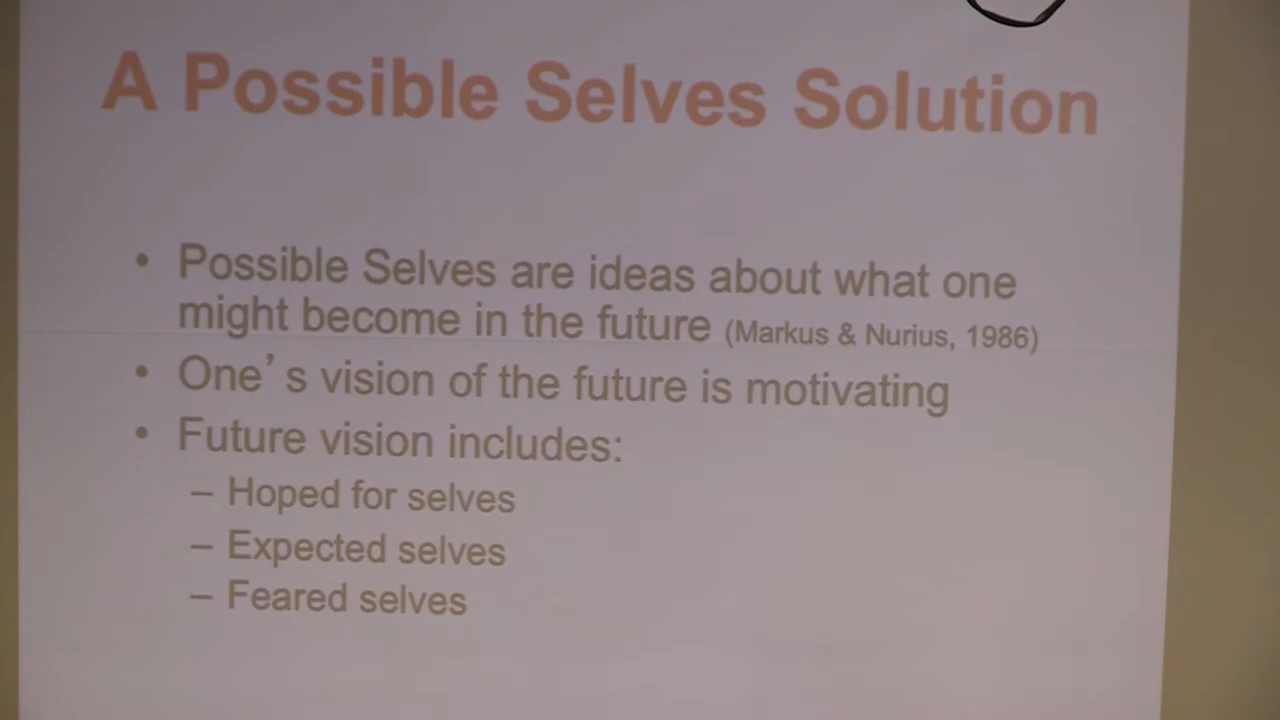 A Possible Selves Solution
• Possible Selves are ideas about what one
might become in the future (Markus & Nurius, 1986)
• One's vision of the future is motivating
• Future vision includes:
– Hoped for selves
– Expected selves
– Feared selves